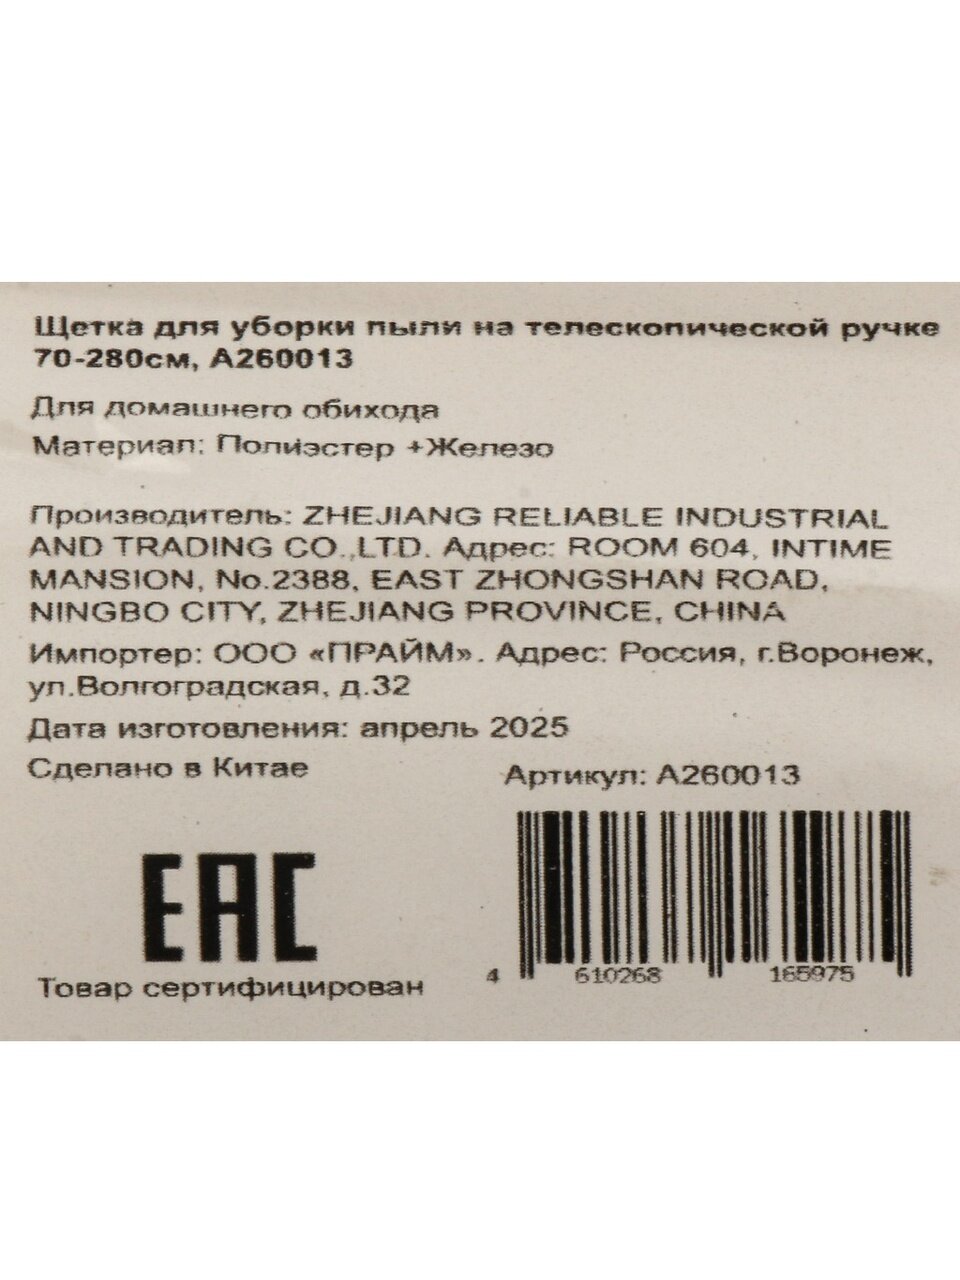 Щетка для уборки пыли на телескопической ручке
70-280см, А260013
Для домашнего обихода
Материал: Полиэстер +Железо
Производитель: ZHEJIANG RELIABLE INDUSTRIAL
AND TRADING CO.,LTD. Адрес: ROOM 604, INTIME
MANSION, No.2388, EAST ZHONGSHAN ROAD,
NINGBO CITY, ZHEJIANG PROVINCE, CHINA
Импортер: ООО «ПРАЙМ». Адрес: Россия, г.Воронеж,
ул.Волгоградская, д.32
Дата изготовления: апрель 2025
Сделано в Китае
Артикул: А260013
EAC
Товар сертифицирован
4 610268 165975